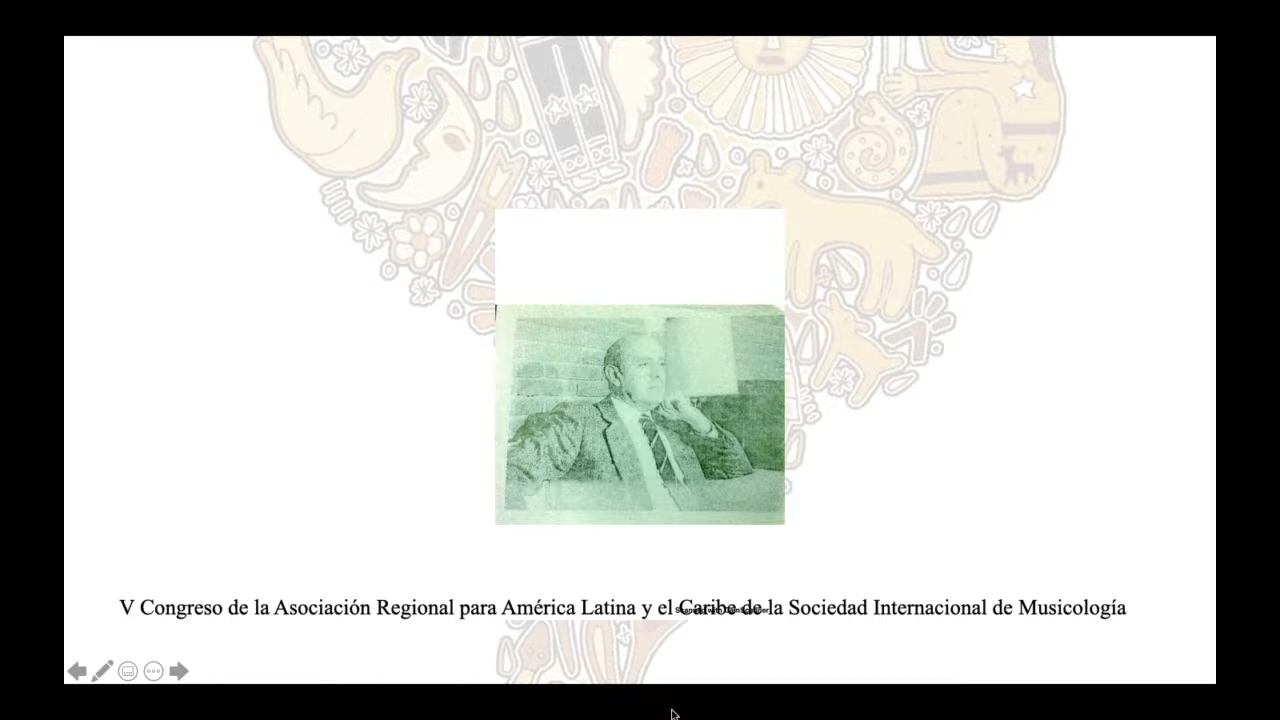 V Congreso de la Asociación Regional para América Latina y el Caribe de la Sociedad Internacional de Musicología